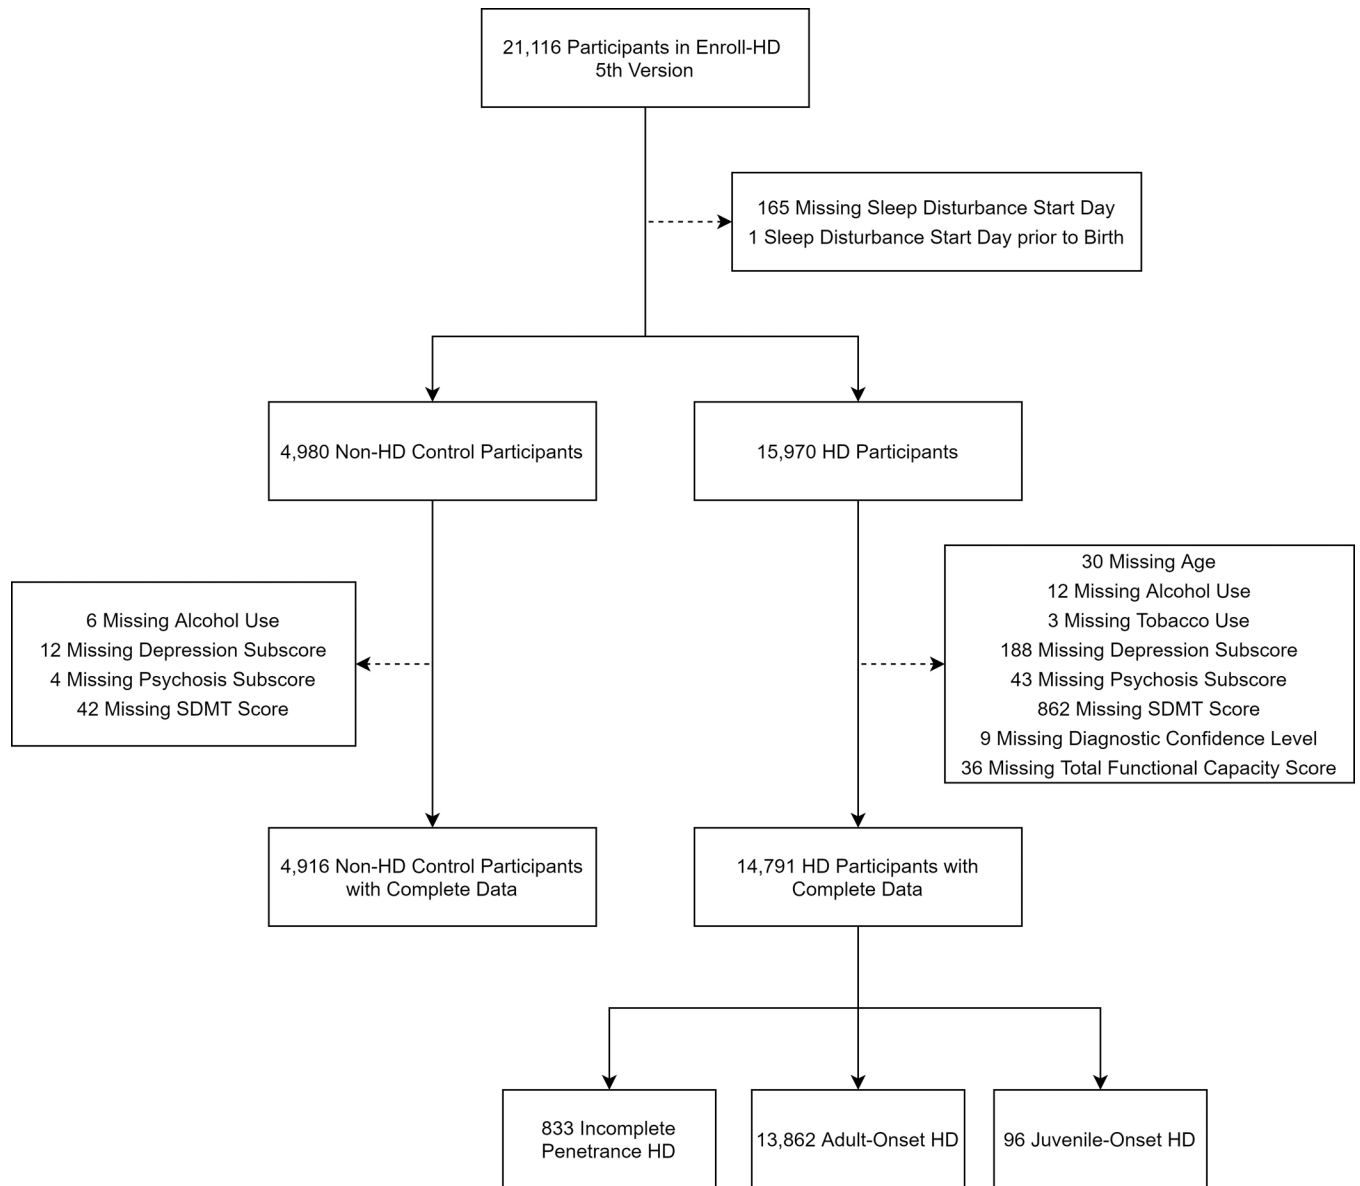 21,116 Participants in Enroll-HD
5th Version
165 Missing Sleep Disturbance Start Day
1 Sleep Disturbance Start Day prior to Birth
4,980 Non-HD Control Participants
15,970 HD Participants
6 Missing Alcohol Use
12 Missing Depression Subscore
4 Missing Psychosis Subscore
42 Missing SDMT Score
30 Missing Age
12 Missing Alcohol Use
3 Missing Tobacco Use
188 Missing Depression Subscore
43 Missing Psychosis Subscore
862 Missing SDMT Score
9 Missing Diagnostic Confidence Level
36 Missing Total Functional Capacity Score
4,916 Non-HD Control Participants
with Complete Data
14,791 HD Participants with
Complete Data
833 Incomplete
Penetrance HD
13,862 Adult-Onset HD
96 Juvenile-Onset HD